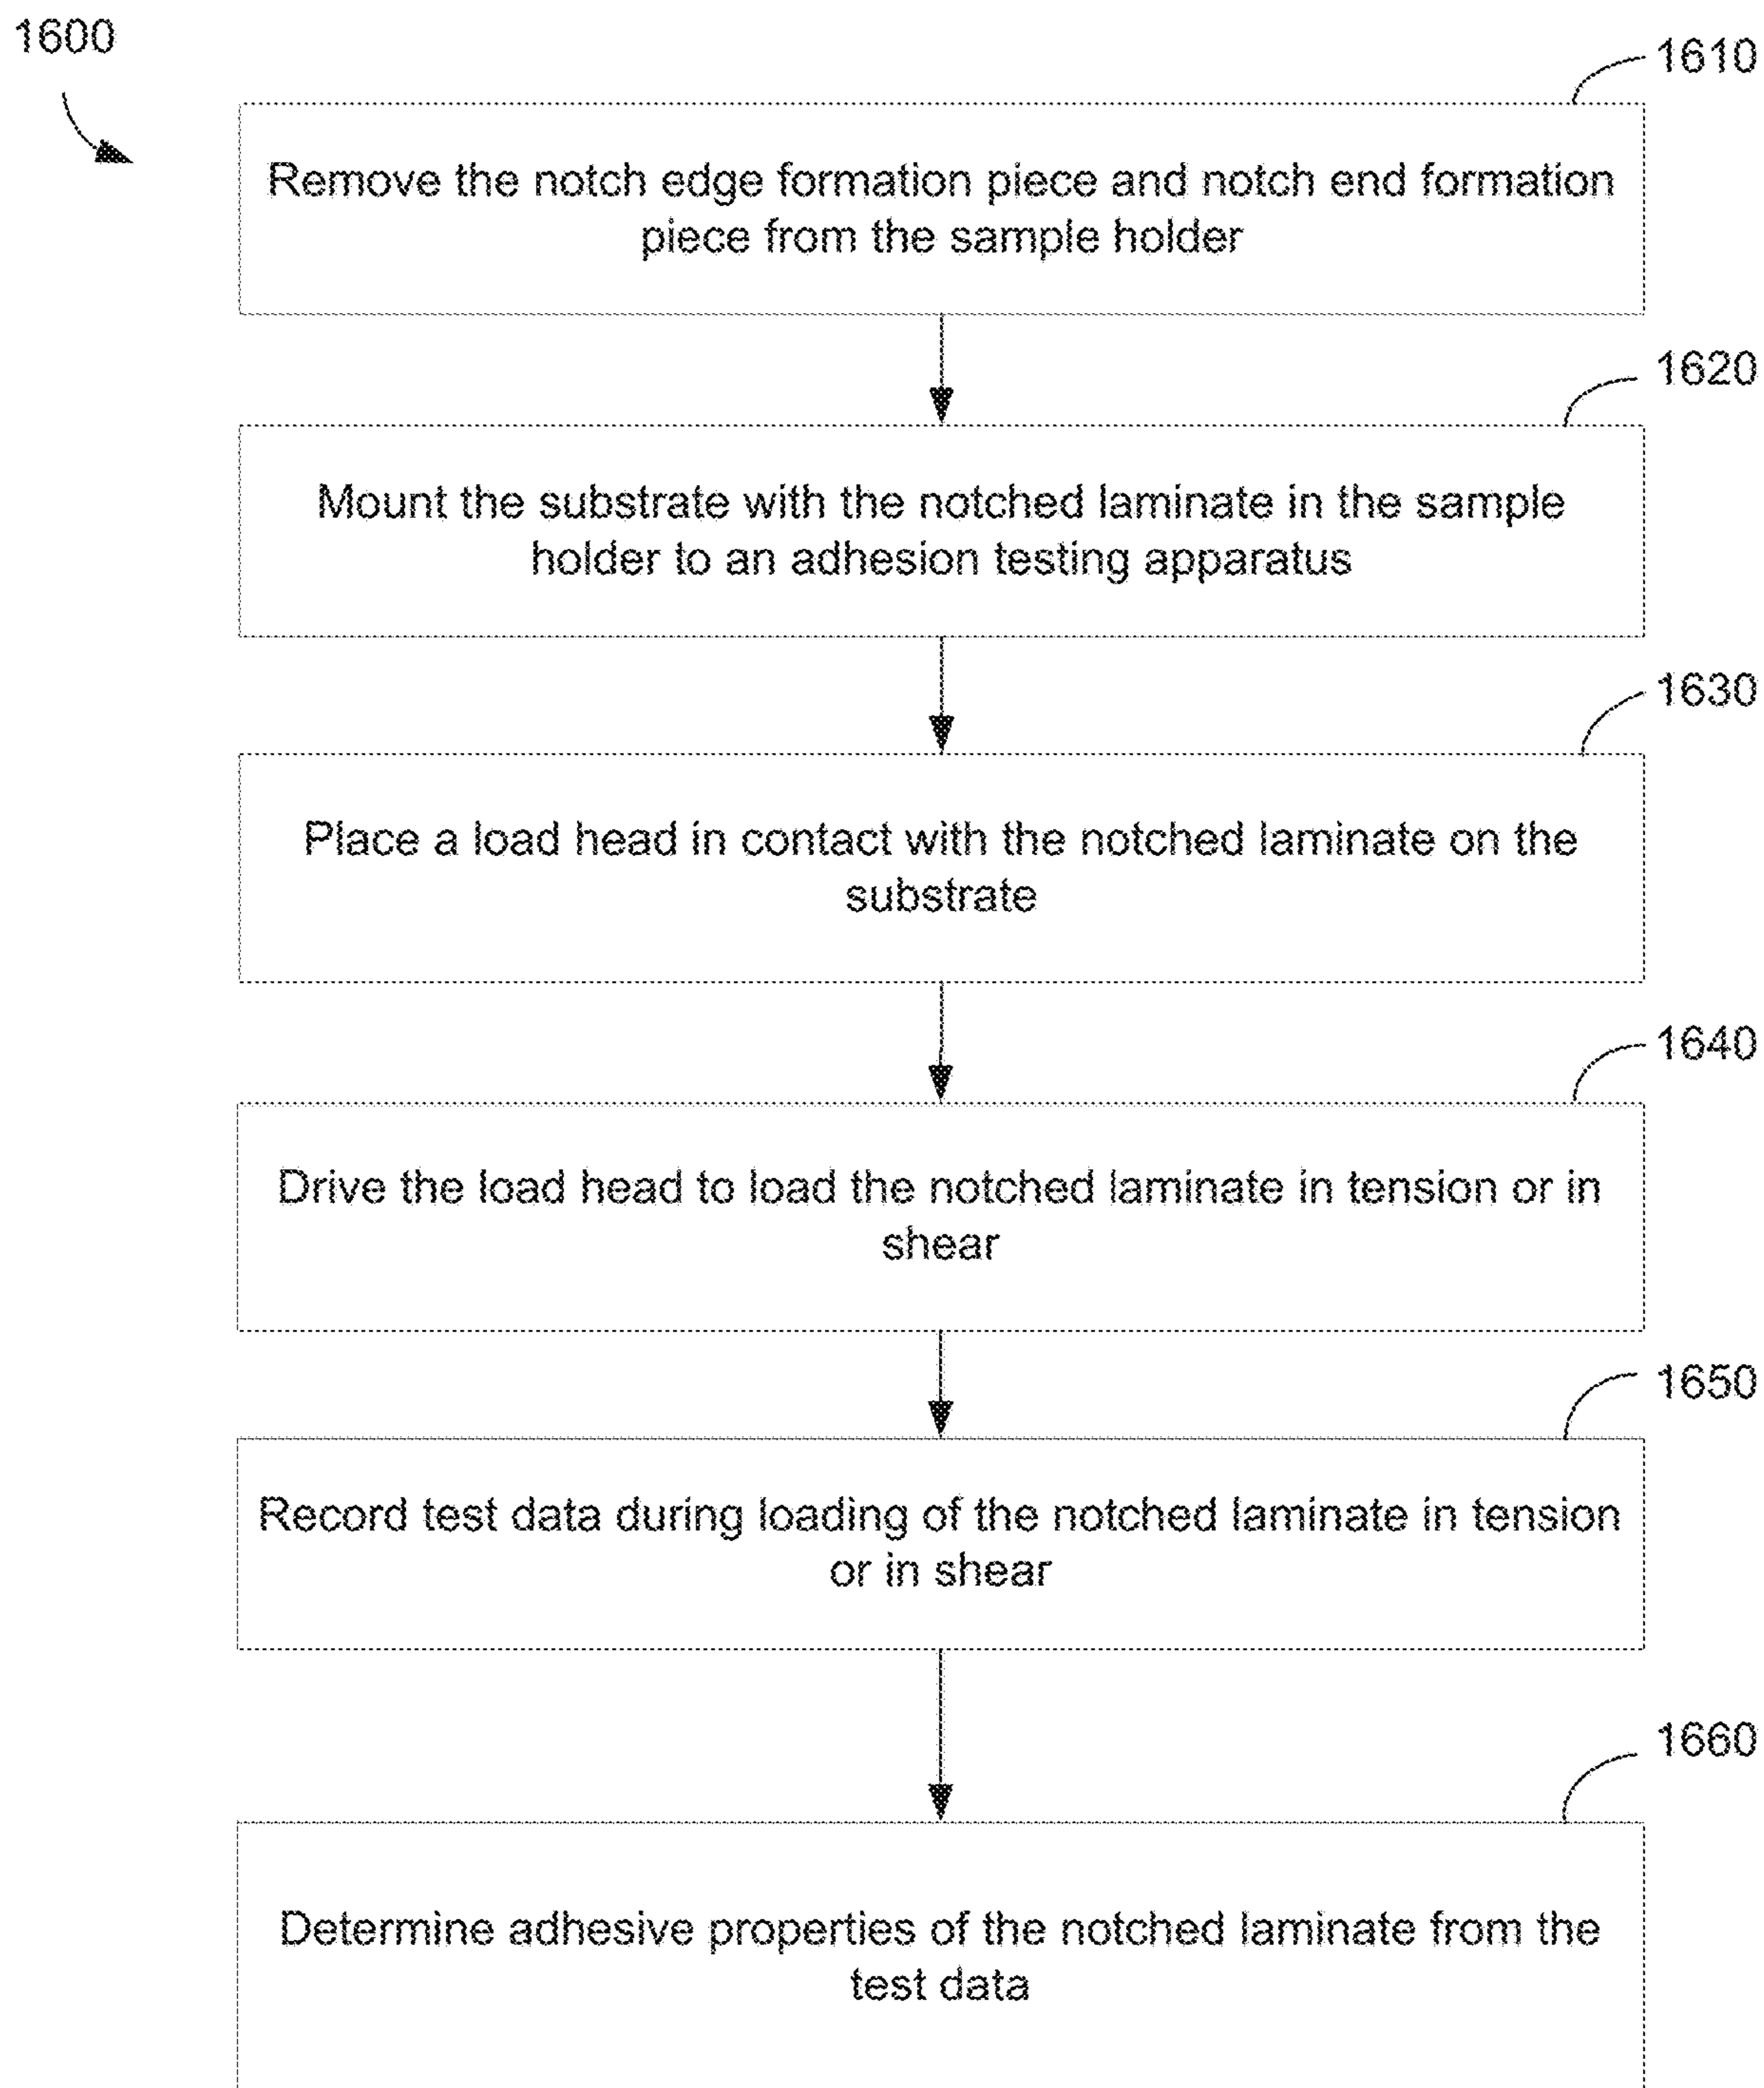 1600
1610
Remove the notch edge formation piece and notch end formation
piece from the sample holder
1620
Mount the substrate with the notched laminate in the sample
holder to an adhesion testing apparatus
1630
Place a load head in contact with the notched laminate on the
substrate
1640
Drive the load head to load the notched laminate in tension or in
shear
1650
Record test data during loading of the notched laminate in tension
or in shear
1660
Determine adhesive properties of the notched laminate from the
test data